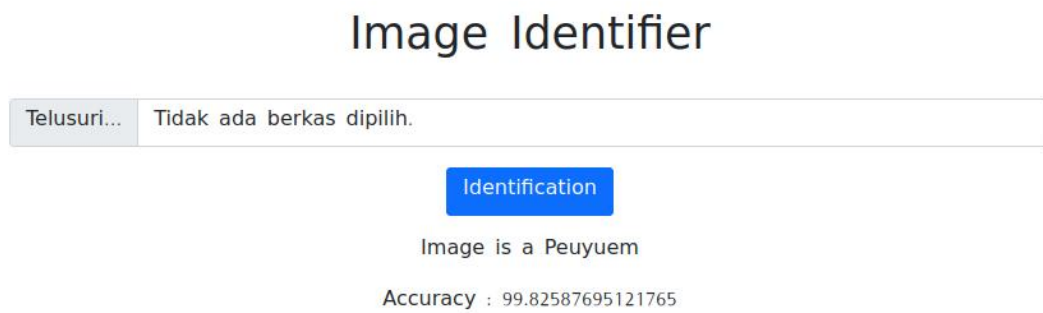 Image Identifier
Telusuri... Tidak ada berkas dipilih.
Identification
Image is a Peuyuem
Accuracy : 99.82587695121765